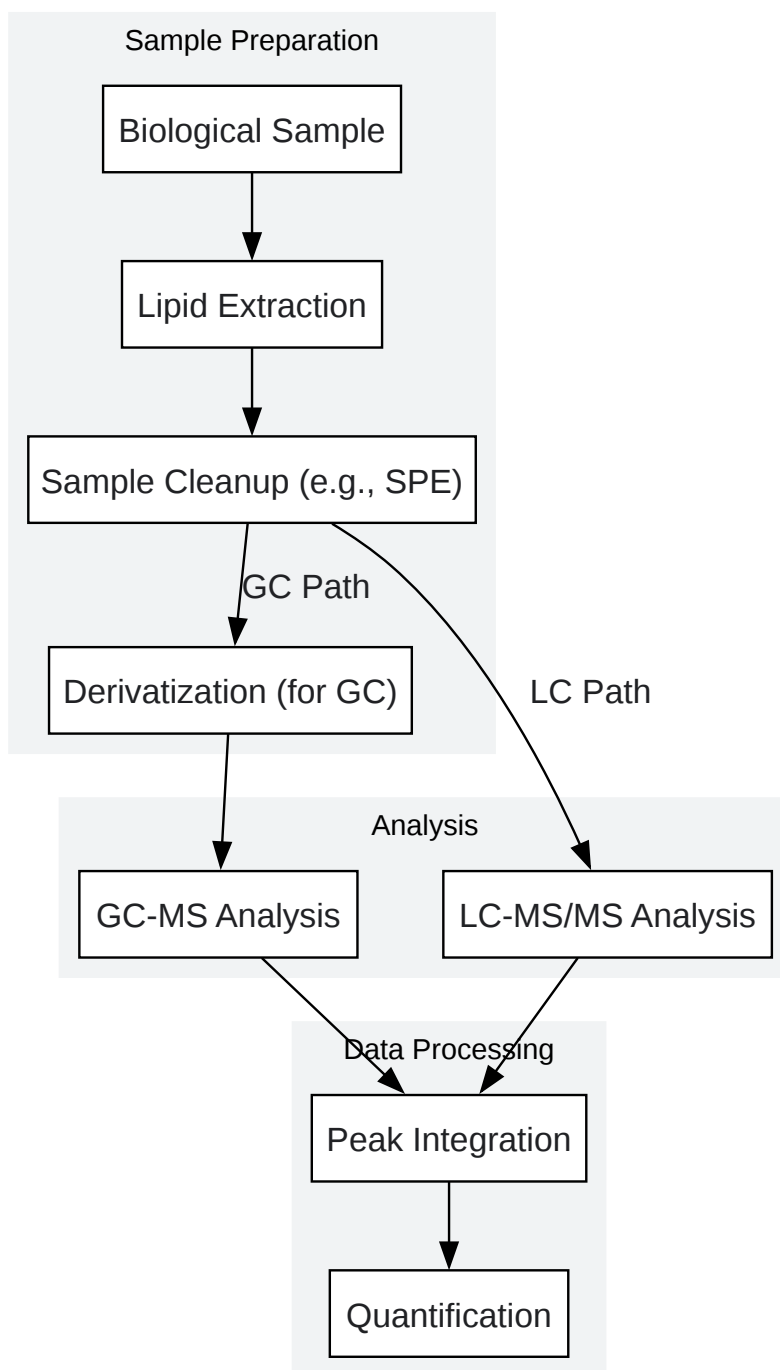 Sample Preparation
Biological Sample
Lipid Extraction
Sample Cleanup (e.g., SPE)
GC Path
Derivatization (for GC)
LC Path
Analysis
GC-MS Analysis
LC-MS/MS Analysis
Data Processing
Peak Integration
Quantification